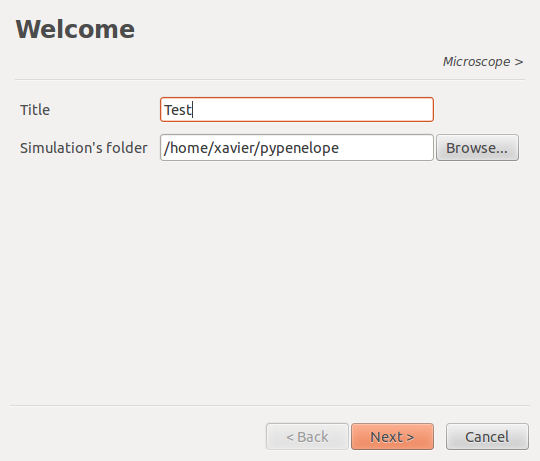 Welcome
Microscope >
Title Test
Simulation's folder /home/xavier/pypenelope Browse...
< Back Next > Cancel